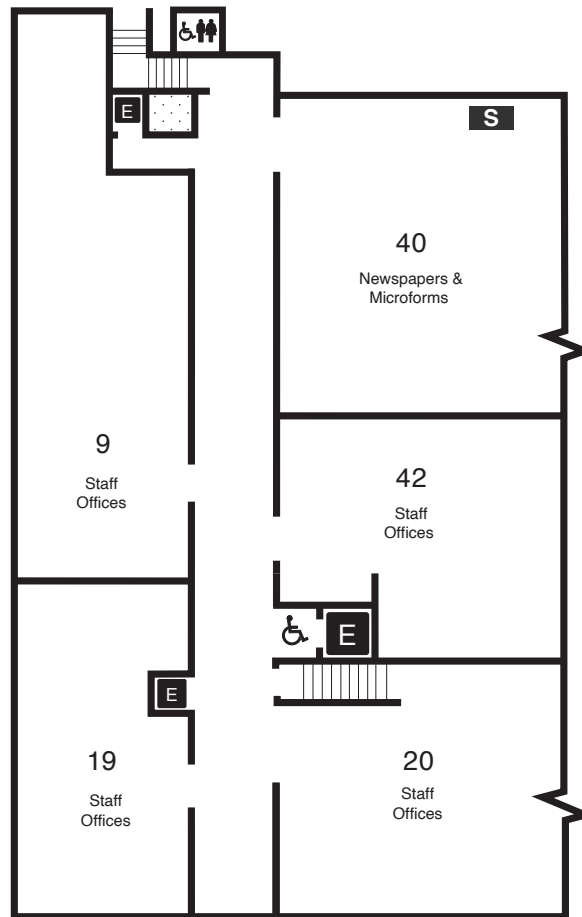 E
S
40
Newspapers &
Microforms
9
Staff
Offices
42
Staff
Offices
E
E
19
Staff
Offices
20
Staff
Offices